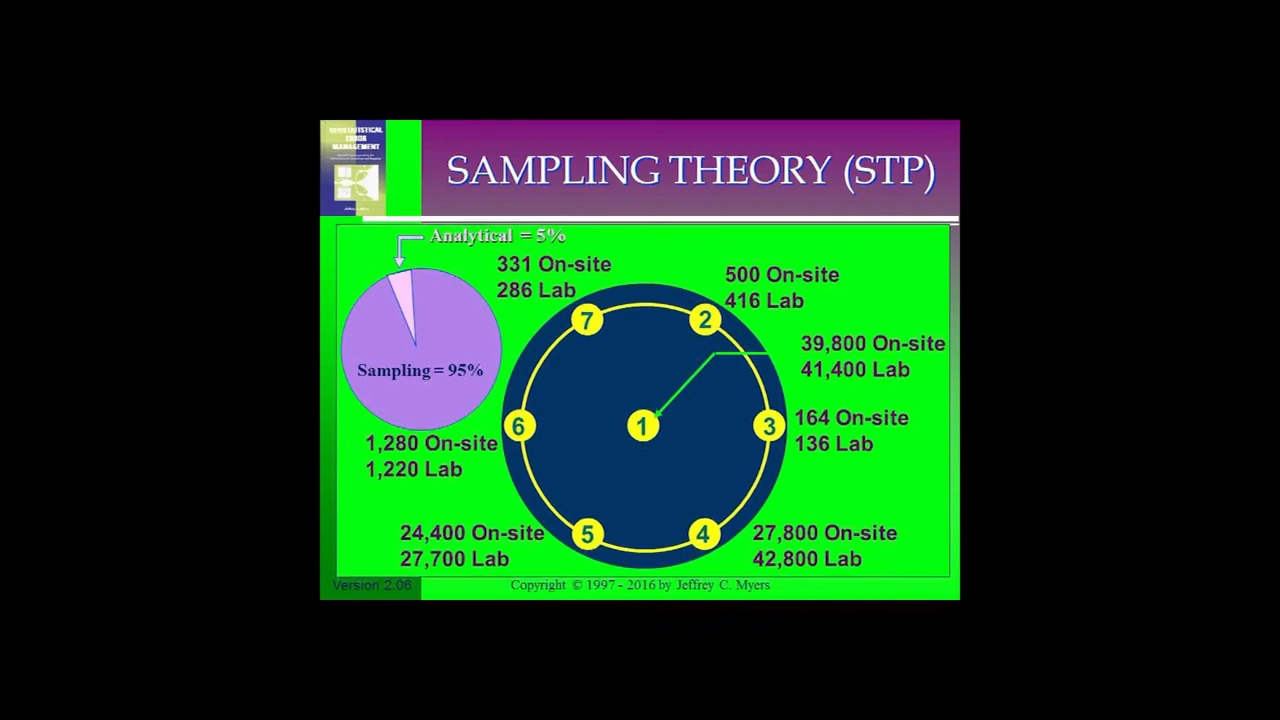 GEOSTATISTICAL
ERROR
MANAGEMENT
SAMPLING THEORY (STP)
Analytical = 5%
Sampling = 95%
331 On-site
286 Lab
500 On-site
416 Lab
39,800 On-site
41,400 Lab
164 On-site
136 Lab
1,280 On-site
1,220 Lab
24,400 On-site
27,700 Lab
27,800 On-site
42,800 Lab
7
2
6
1
3
5
4
Version 2.06
Copyright © 1997 - 2016 by Jeffrey C. Myers